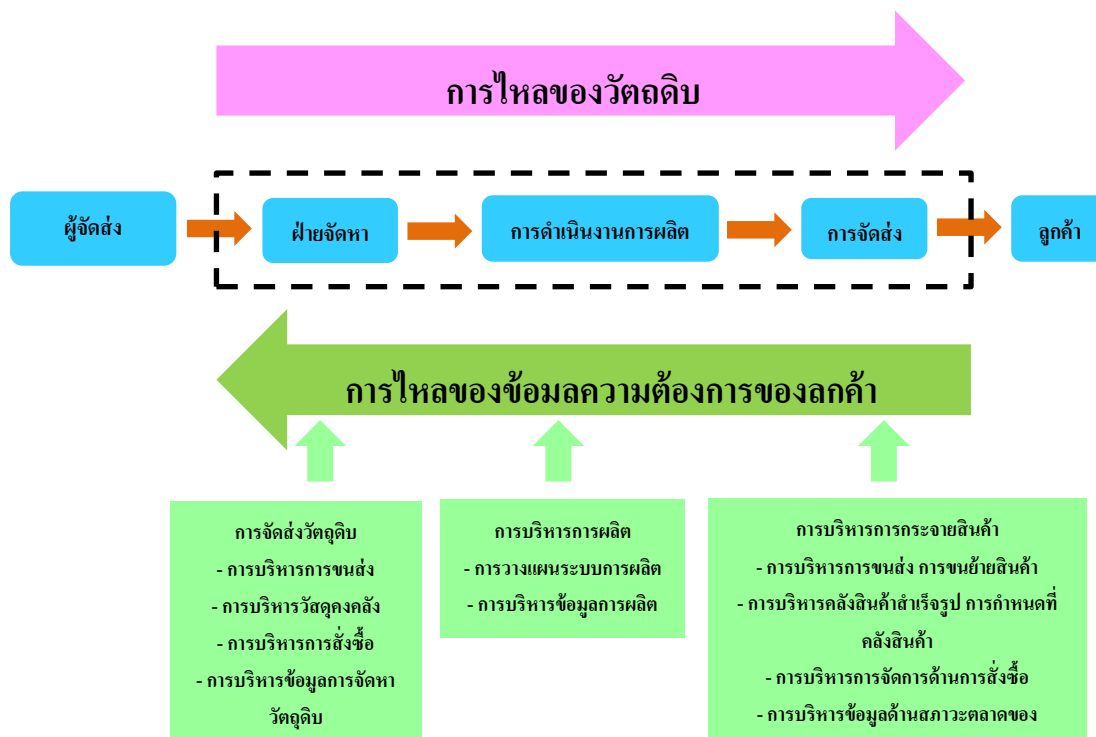 การไหลของวัตถดิบ
ผู้จัดส่ง
ฝ่ายจัดหา
การดำเนินงานการผลิต
การจัดส่ง
ลูกค้า
การไหลของข้อมลความต้องการของลกค้า
การจัดส่งวัตถุดิบ
- การบริหารการขนส่ง
- การบริหารวัสดุคงคลัง
- การบริหารการสั่งซื้อ
- การบริหารข้อมูลการจัดหา
วัตถุดิบ
การบริหารการผลิต
- การวางแผนระบบการผลิต
- การบริหารข้อมูลการผลิต
การบริหารการกระจายสินค้า
- การบริหารการขนส่ง การขนย้ายสินค้า
- การบริหารคลังสินค้าสำเร็จรูป การกำหนดที่
คลังสินค้า
- การบริหารการจัดการด้านการสั่งซื้อ
- การบริหารข้อมูลด้านสภาวะตลาดของ